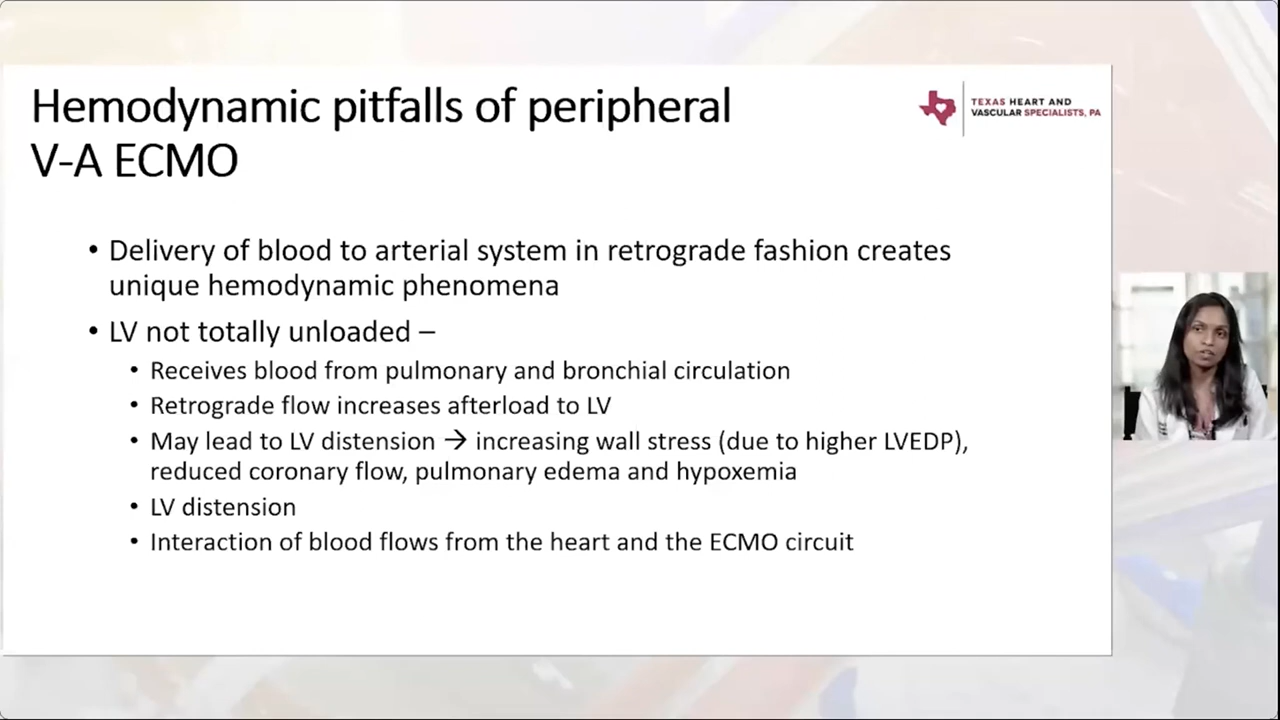 Hemodynamic pitfalls of peripheral
V-A ECMO
TEXAS HEART AND
VASCULAR SPECIALISTS, PA
• Delivery of blood to arterial system in retrograde fashion creates
unique hemodynamic phenomena
• LV not totally unloaded –
• Receives blood from pulmonary and bronchial circulation
• Retrograde flow increases afterload to LV
• May lead to LV distension → increasing wall stress (due to higher LVEDP),
reduced coronary flow, pulmonary edema and hypoxemia
• LV distension
• Interaction of blood flows from the heart and the ECMO circuit